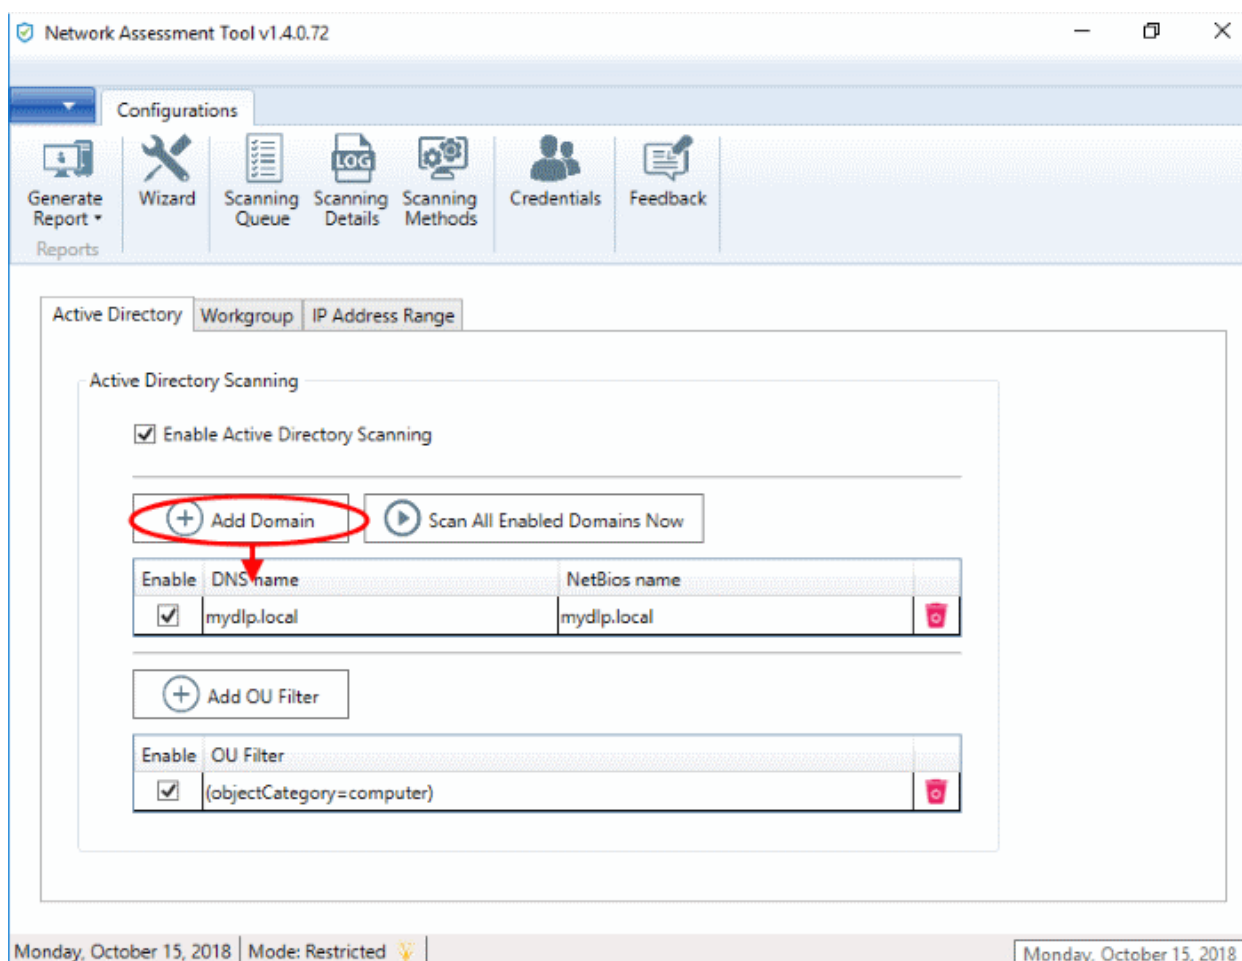 Network Assessment Tool v1.4.0.72
Configurations
Generate Report
Wizard
Scanning Queue
Scanning Details
LOG
Scanning Methods
Credentials
Feedback
Reports
Active Directory
Workgroup
IP Address Range
Active Directory Scanning
Enable Active Directory Scanning
Add Domain
Scan All Enabled Domains Now
Enable DNS name NetBios name
mydlp.local mydlp.local
Add OU Filter
Enable OU Filter
(objectCategory=computer)
Monday, October 15, 2018 Mode: Restricted
Monday, October 15, 2018